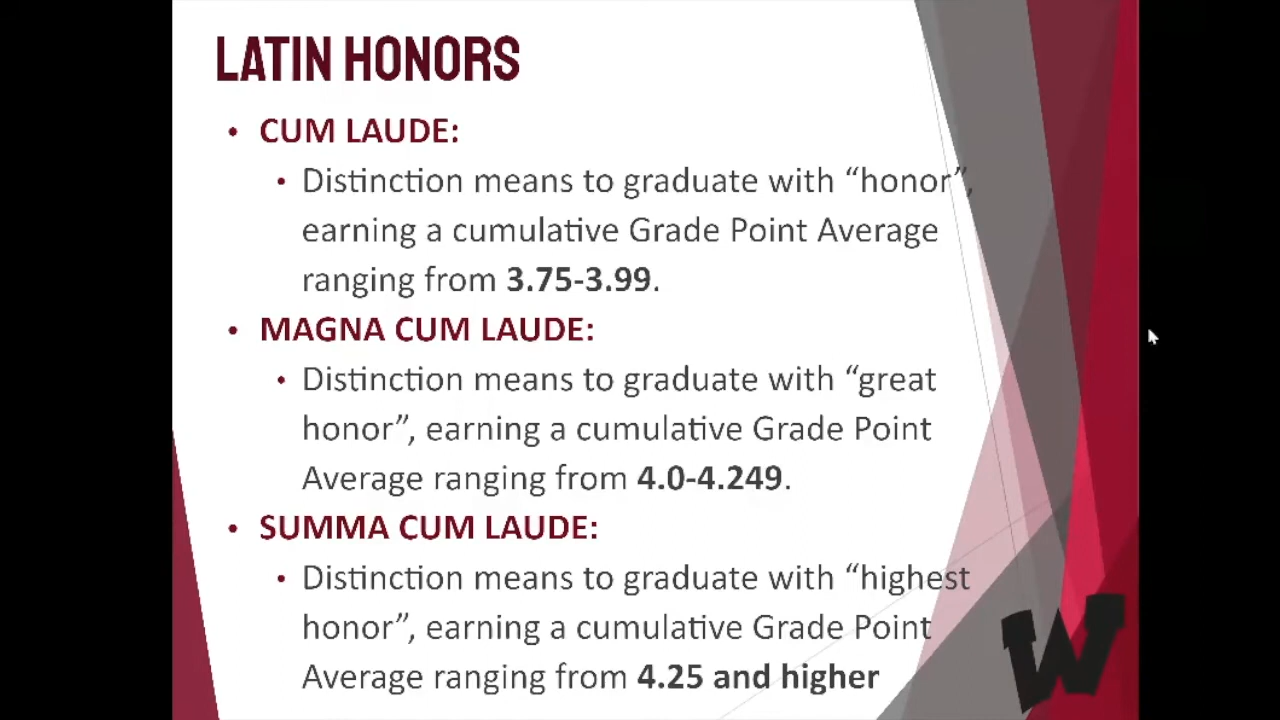 LATIN HONORS
• CUM LAUDE:
• Distinction means to graduate with “honor”,
earning a cumulative Grade Point Average
ranging from 3.75-3.99.
• MAGNA CUM LAUDE:
• Distinction means to graduate with “great
honor”, earning a cumulative Grade Point
Average ranging from 4.0-4.249.
• SUMMA CUM LAUDE:
• Distinction means to graduate with “highest
honor”, earning a cumulative Grade Point
Average ranging from 4.25 and higher
W